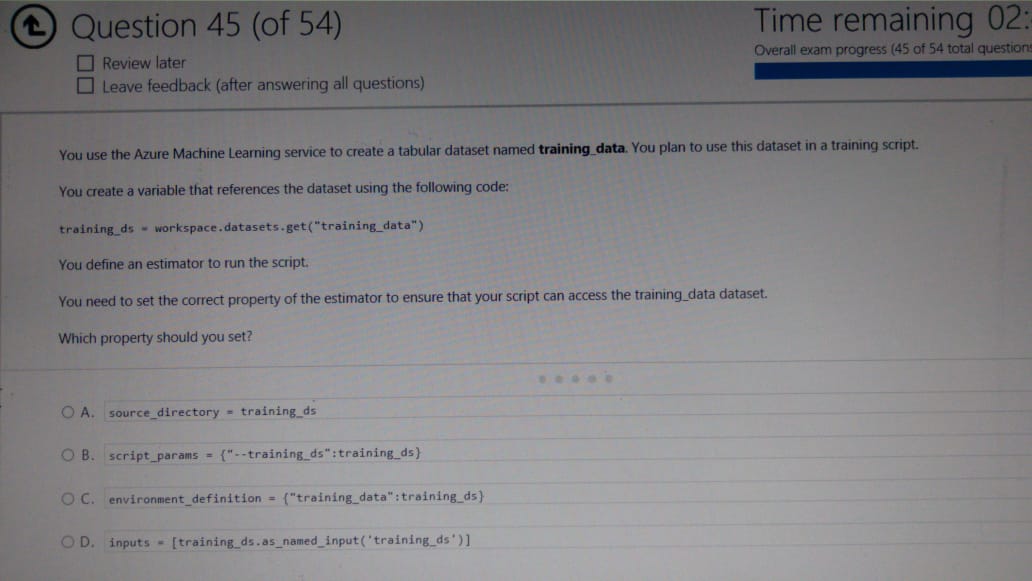 Question 45 (of 54)
Time remaining 02:
Review later
Overall exam progress (45 of 54 total questions
Leave feedback (after answering all questions)
You use the Azure Machine Learning service to create a tabular dataset named training_data. You plan to use this dataset in a training script.
You create a variable that references the dataset using the following code:
training_ds = workspace.datasets.get("training_data")
You define an estimator to run the script.
You need to set the correct property of the estimator to ensure that your script can access the training_data dataset.
Which property should you set?
A. source_directory = training_ds
B. script_params = {"--training_ds":training_ds}
C. environment_definition = {"training_data":training_ds}
D. inputs = [training_ds.as_named_input('training_ds')]